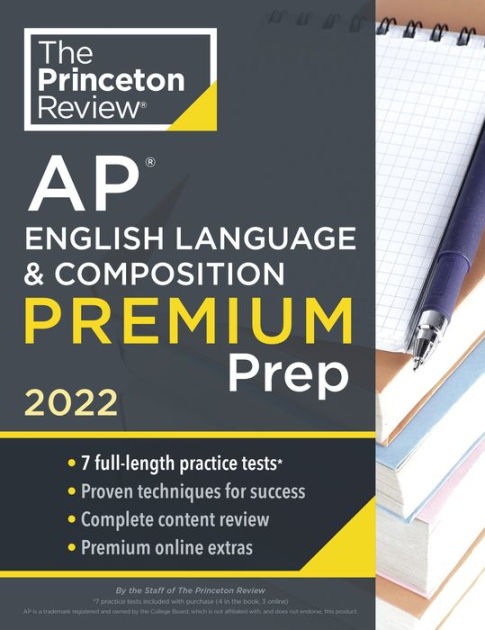 The
Princeton
Review®
AP®
ENGLISH LANGUAGE
& COMPOSITION
PREMIUM
Prep
2022
• 7 full-length practice tests*
• Proven techniques for success
• Complete content review
• Premium online extras
By the Staff of The Princeton Review
*7 practice tests included with purchase (4 in the book, 3 online)
AP is a trademark registered and owned by the College Board, which is not affiliated with, and does not endorse, this product.